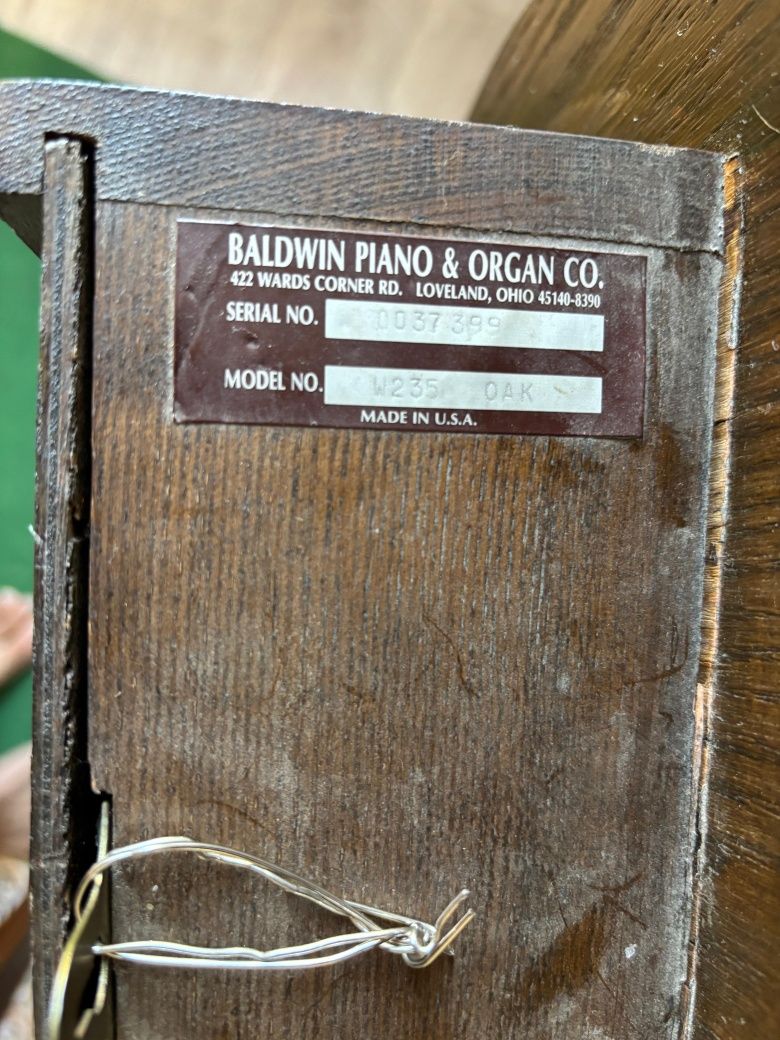 BALDWIN PIANO & ORGAN CO.
422 WARDS CORNER RD. LOVELAND, OHIO 45140-8390
SERIAL NO. 0037399
MODEL NO. W235 OAK
MADE IN U.S.A.